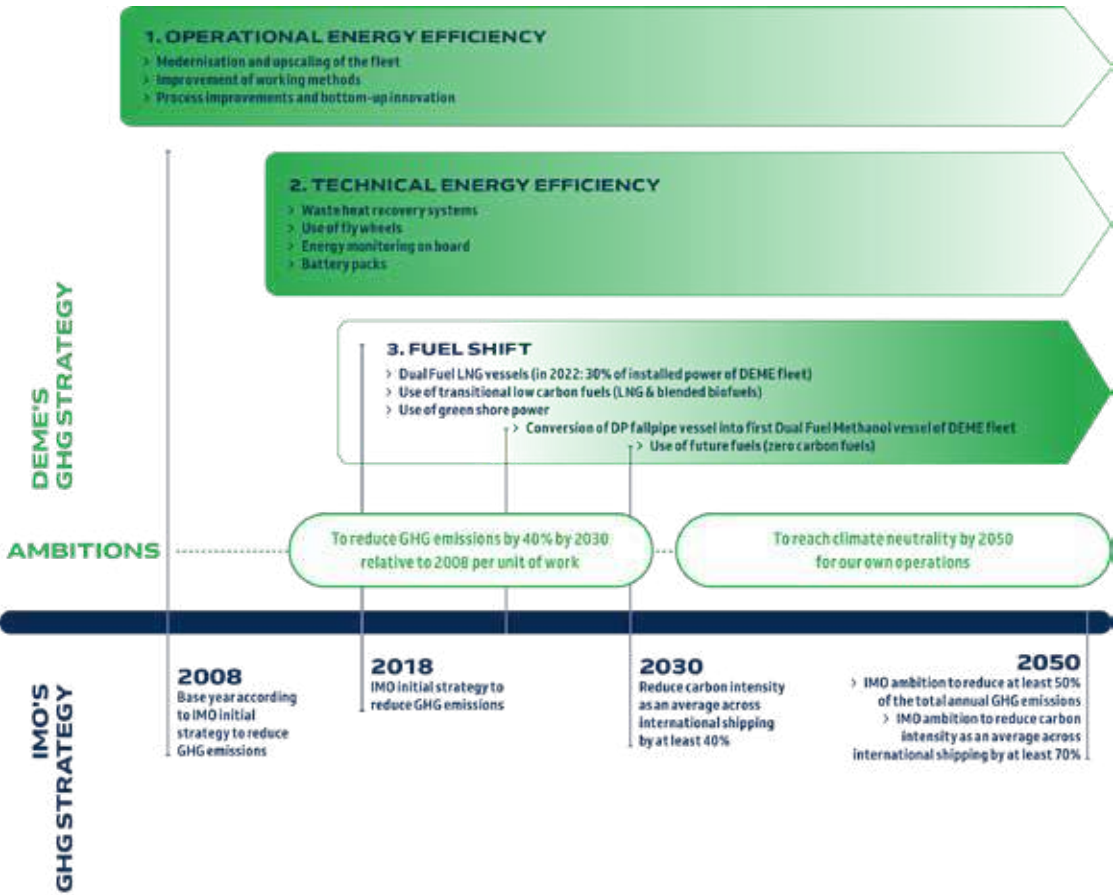 1. OPERATIONAL ENERGY EFFICIENCY
> Modernisation and upscaling of the fleet
> Improvement of working methods
> Process improvements and bottom-up innovation
2. TECHNICAL ENERGY EFFICIENCY
> Waste heat recovery systems
> Use of fly wheels
> Energy monitoring on board
> Battery packs
DEME'S
GHG STRATEGY
3. FUEL SHIFT
> Dual Fuel LNG vessels (in 2022: 30% of installed power of DEME fleet)
> Use of transitional low carbon fuels (LNG & blended biofuels)
> Use of green shore power
> Conversion of DP fallpipe vessel into first Dual Fuel Methanol vessel of DEME fleet
> Use of future fuels (zero carbon fuels)
AMBITIONS
To reduce GHG emissions by 40% by 2030
relative to 2008 per unit of work
To reach climate neutrality by 2050
for our own operations
IMO'S
GHG STRATEGY
2008
Base year according
to IMO initial
strategy to reduce
GHG emissions
2018
IMO initial strategy to
reduce GHG emissions
2030
Reduce carbon intensity
as an average across
international shipping
by at least 40%
2050
> IMO ambition to reduce at least 50%
of the total annual GHG emissions
> IMO ambition to reduce carbon
intensity as an average across
international shipping by at least 70%